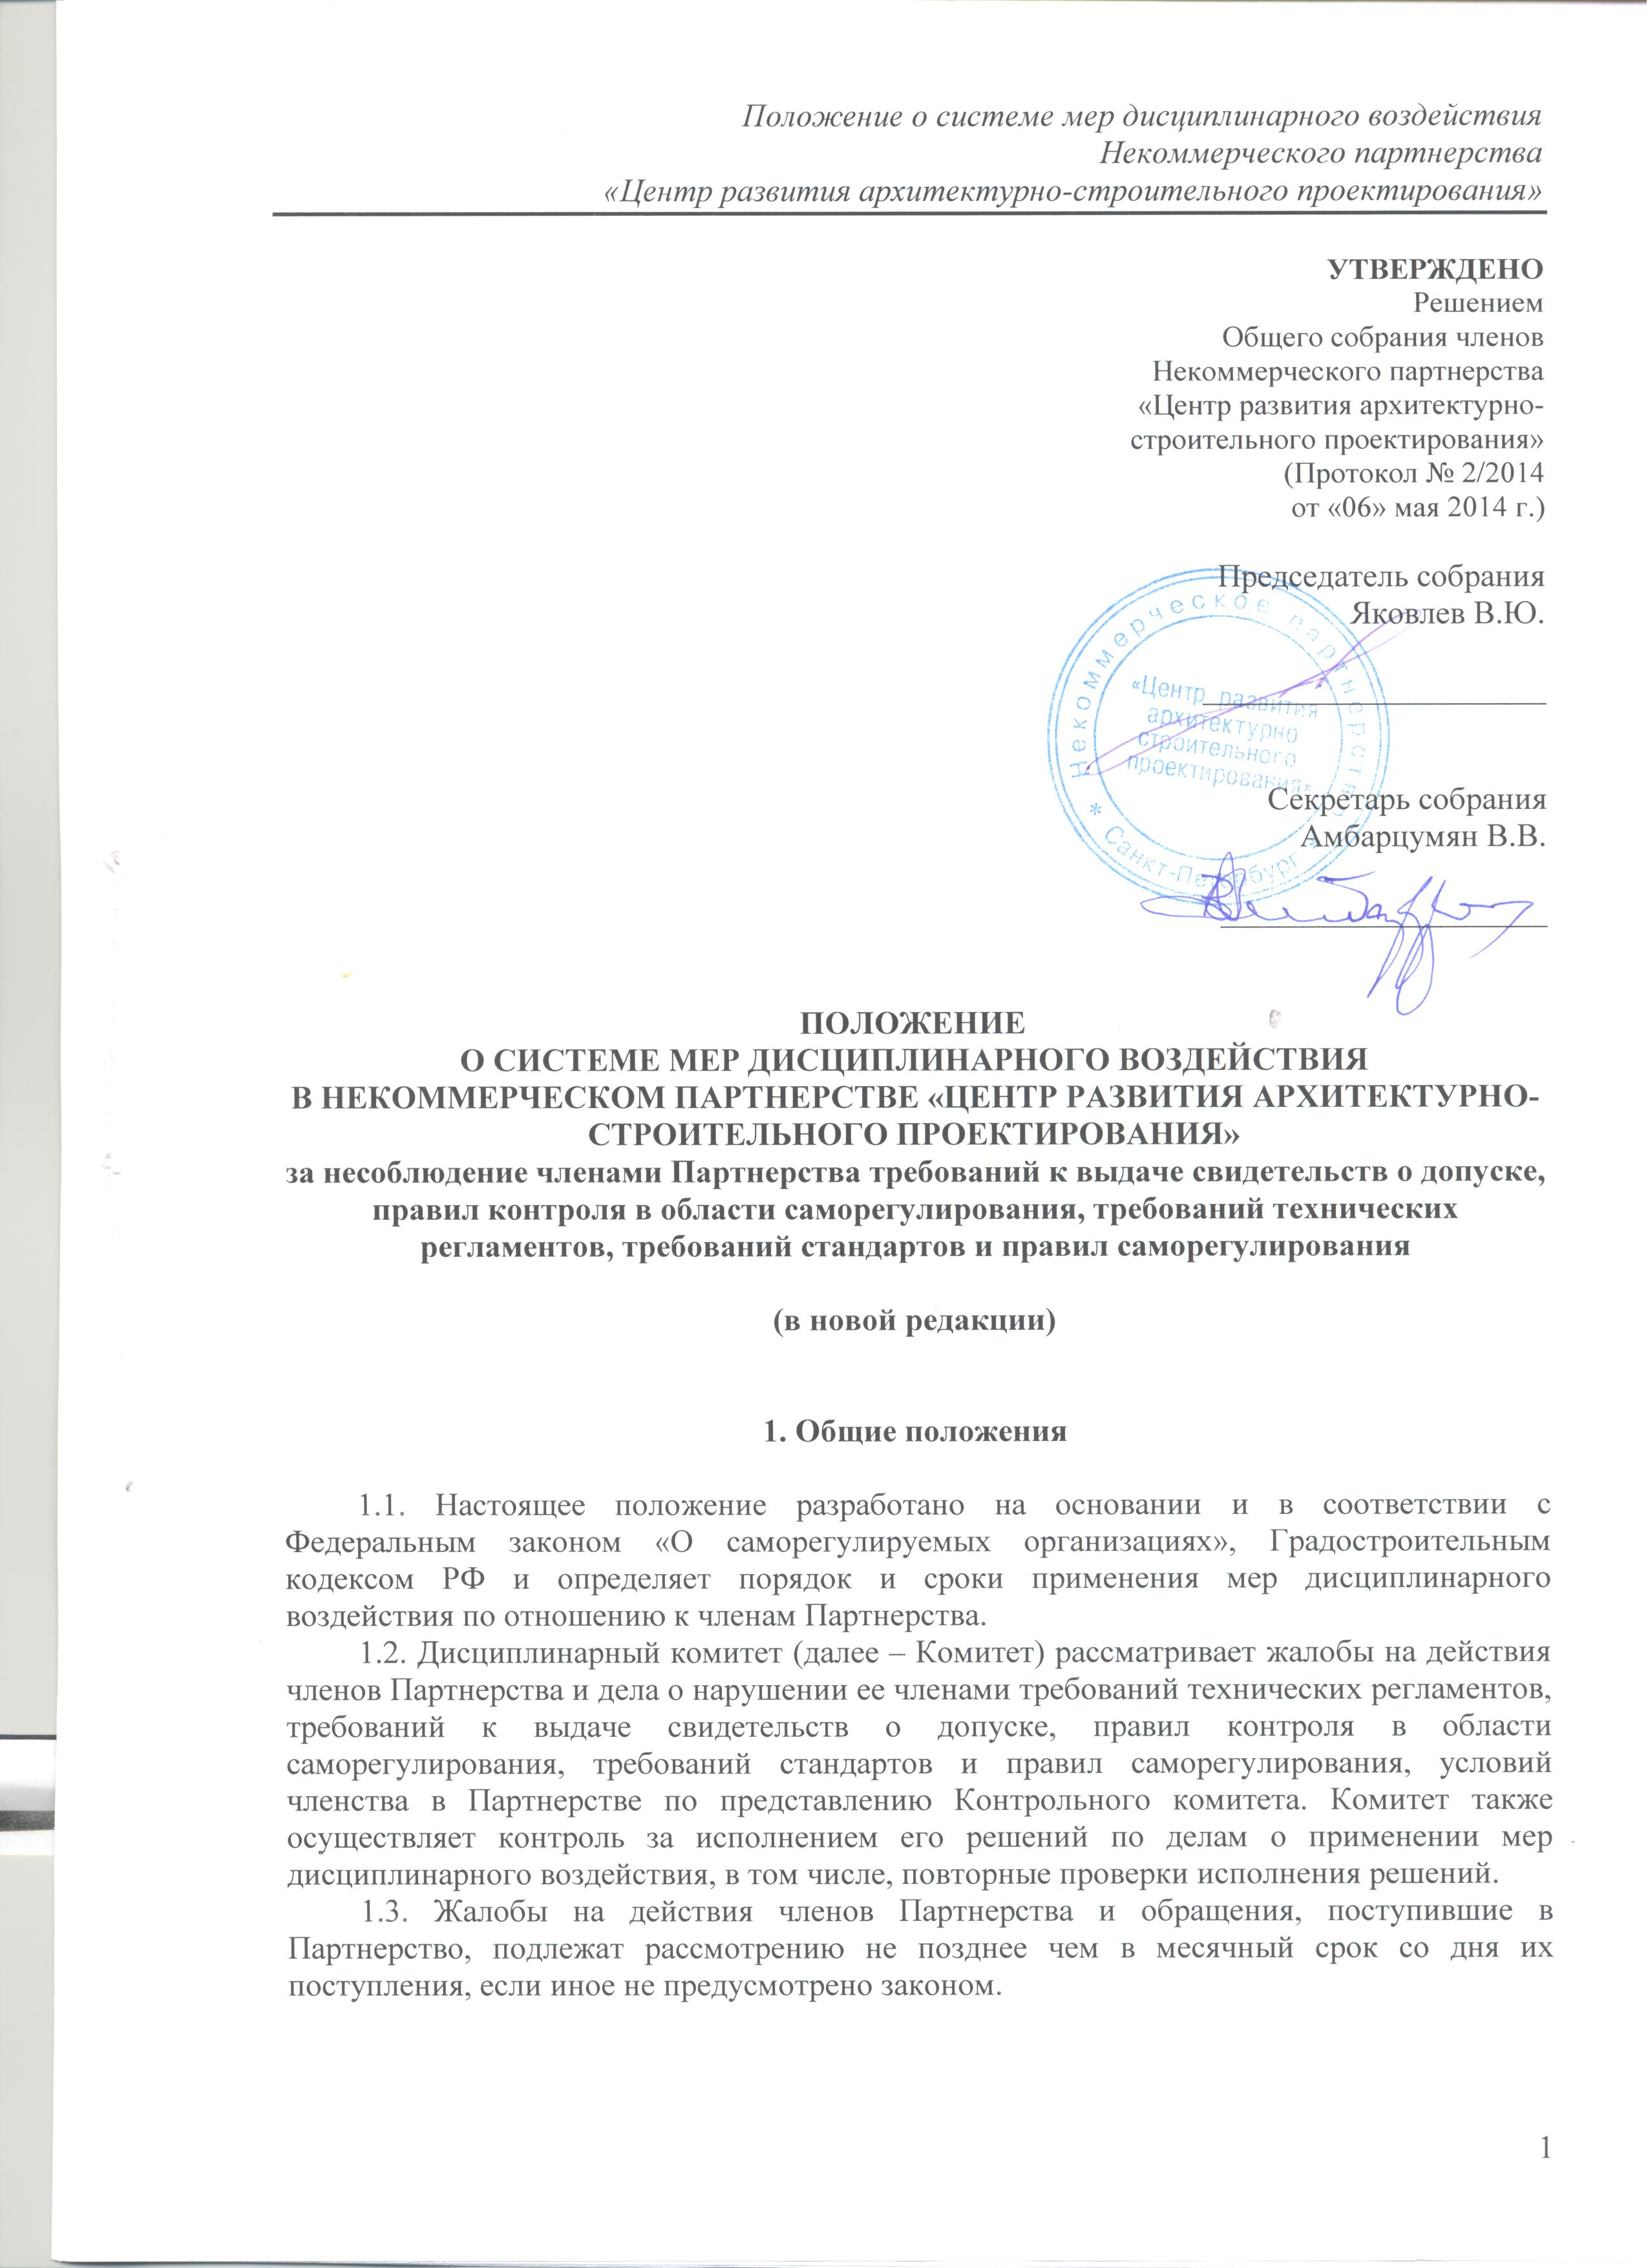 Положение о системе мер дисциплинарного воздействия
Некоммерческого партнерства
«Центр развития архитектурно-строительного проектирования»
УТВЕРЖДЕНО
Решением
Общего собрания членов
Некоммерческого партнерства
«Центр развития архитектурно-
строительного проектирования»
(Протокол № 2/2014
от «06» мая 2014 г.)
Председатель собрания
Яковлев В.Ю.
Некоммерческое партнерство
«Центр развития
архитектурно
строительного
проектирования»
* Санкт-Петербург *
Секретарь собрания
Амбарцумян В.В.
ПОЛОЖЕНИЕ
О СИСТЕМЕ МЕР ДИСЦИПЛИНАРНОГО ВОЗДЕЙСТВИЯ
В НЕКОММЕРЧЕСКОМ ПАРТНЕРСТВЕ «ЦЕНТР РАЗВИТИЯ АРХИТЕКТУРНО-
СТРОИТЕЛЬНОГО ПРОЕКТИРОВАНИЯ»
за несоблюдение членами Партнерства требований к выдаче свидетельств о допуске,
правил контроля в области саморегулирования, требований технических
регламентов, требований стандартов и правил саморегулирования
(в новой редакции)
1. Общие положения
1.1. Настоящее положение разработано на основании и в соответствии с
Федеральным законом «О саморегулируемых организациях», Градостроительным
кодексом РФ и определяет порядок и сроки применения мер дисциплинарного
воздействия по отношению к членам Партнерства.
1.2. Дисциплинарный комитет (далее – Комитет) рассматривает жалобы на действия
членов Партнерства и дела о нарушении ее членами требований технических регламентов,
требований к выдаче свидетельств о допуске, правил контроля в области
саморегулирования, требований стандартов и правил саморегулирования, условий
членства в Партнерстве по представлению Контрольного комитета. Комитет также
осуществляет контроль за исполнением его решений по делам о применении мер
дисциплинарного воздействия, в том числе, повторные проверки исполнения решений.
1.3. Жалобы на действия членов Партнерства и обращения, поступившие в
Партнерство, подлежат рассмотрению не позднее чем в месячный срок со дня их
поступления, если иное не предусмотрено законом.
1